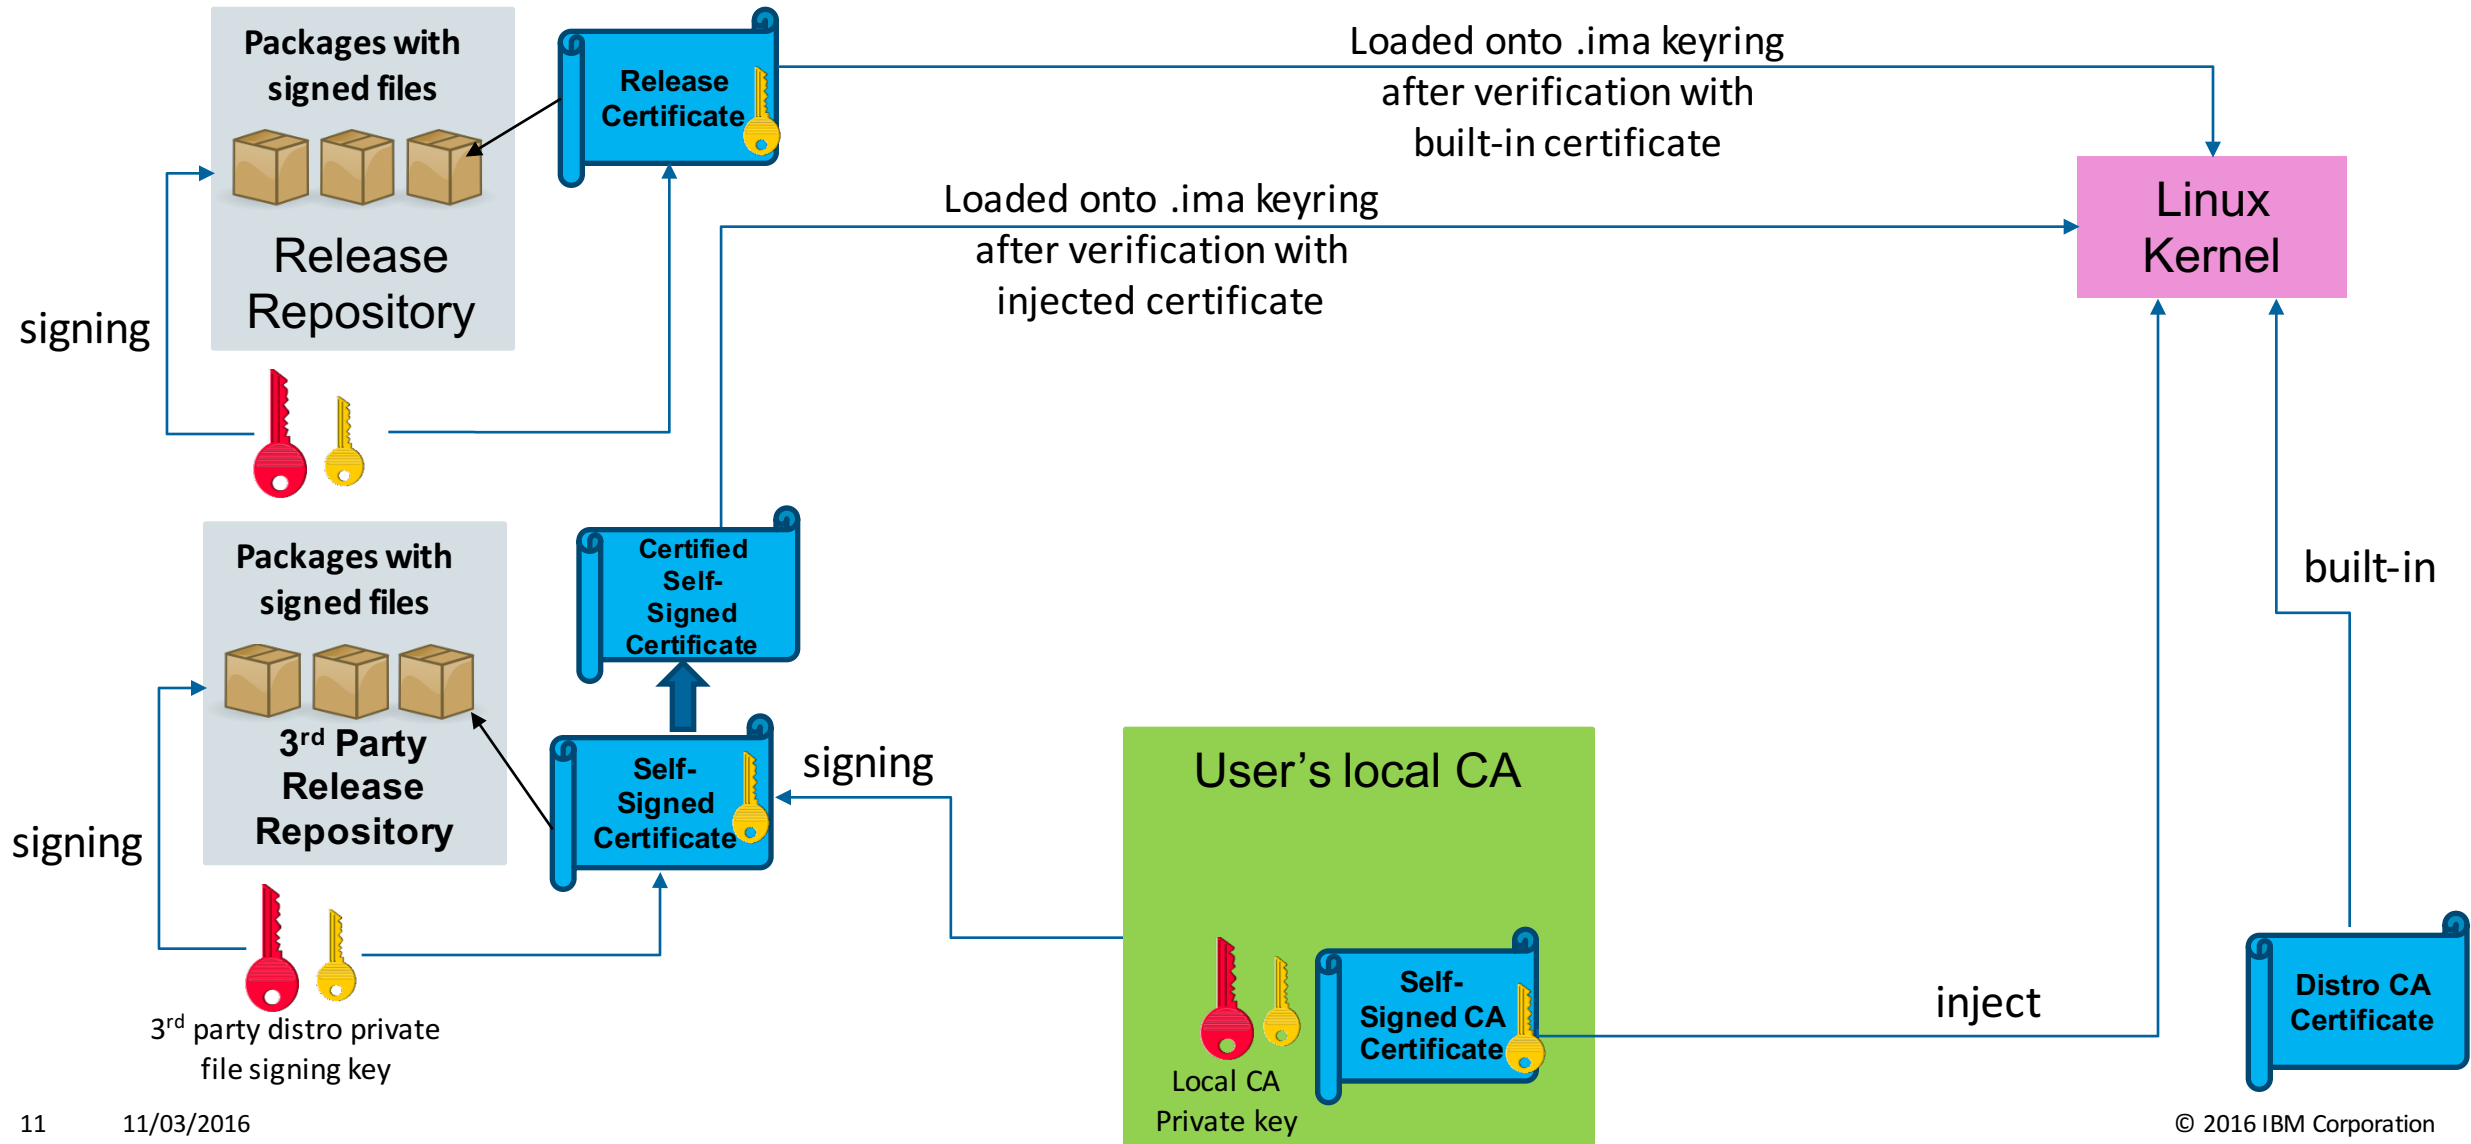 Packages with
signed files
Release
Repository
signing
Release
Certificate
Loaded onto .ima keyring
after verification with
built-in certificate
Loaded onto .ima keyring
after verification with
injected certificate
Linux
Kernel
Packages with
signed files
3rd Party
Release
Repository
signing
3rd party distro private
file signing key
Certified
Self-
Signed
Certificate
Self-
Signed
Certificate
signing
User’s local CA
Local CA
Private key
Self-
Signed CA
Certificate
inject
built-in
Distro CA
Certificate
11 11/03/2016
© 2016 IBM Corporation